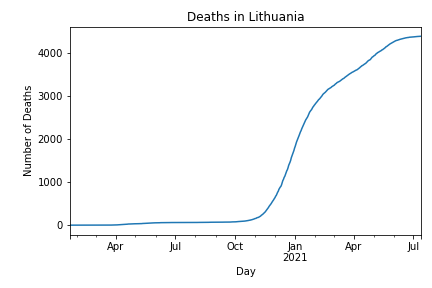 Deaths in Lithuania
Number of Deaths
4000
3000
2000
1000
0
Apr Jul Oct Jan Apr Jul
2021
Day